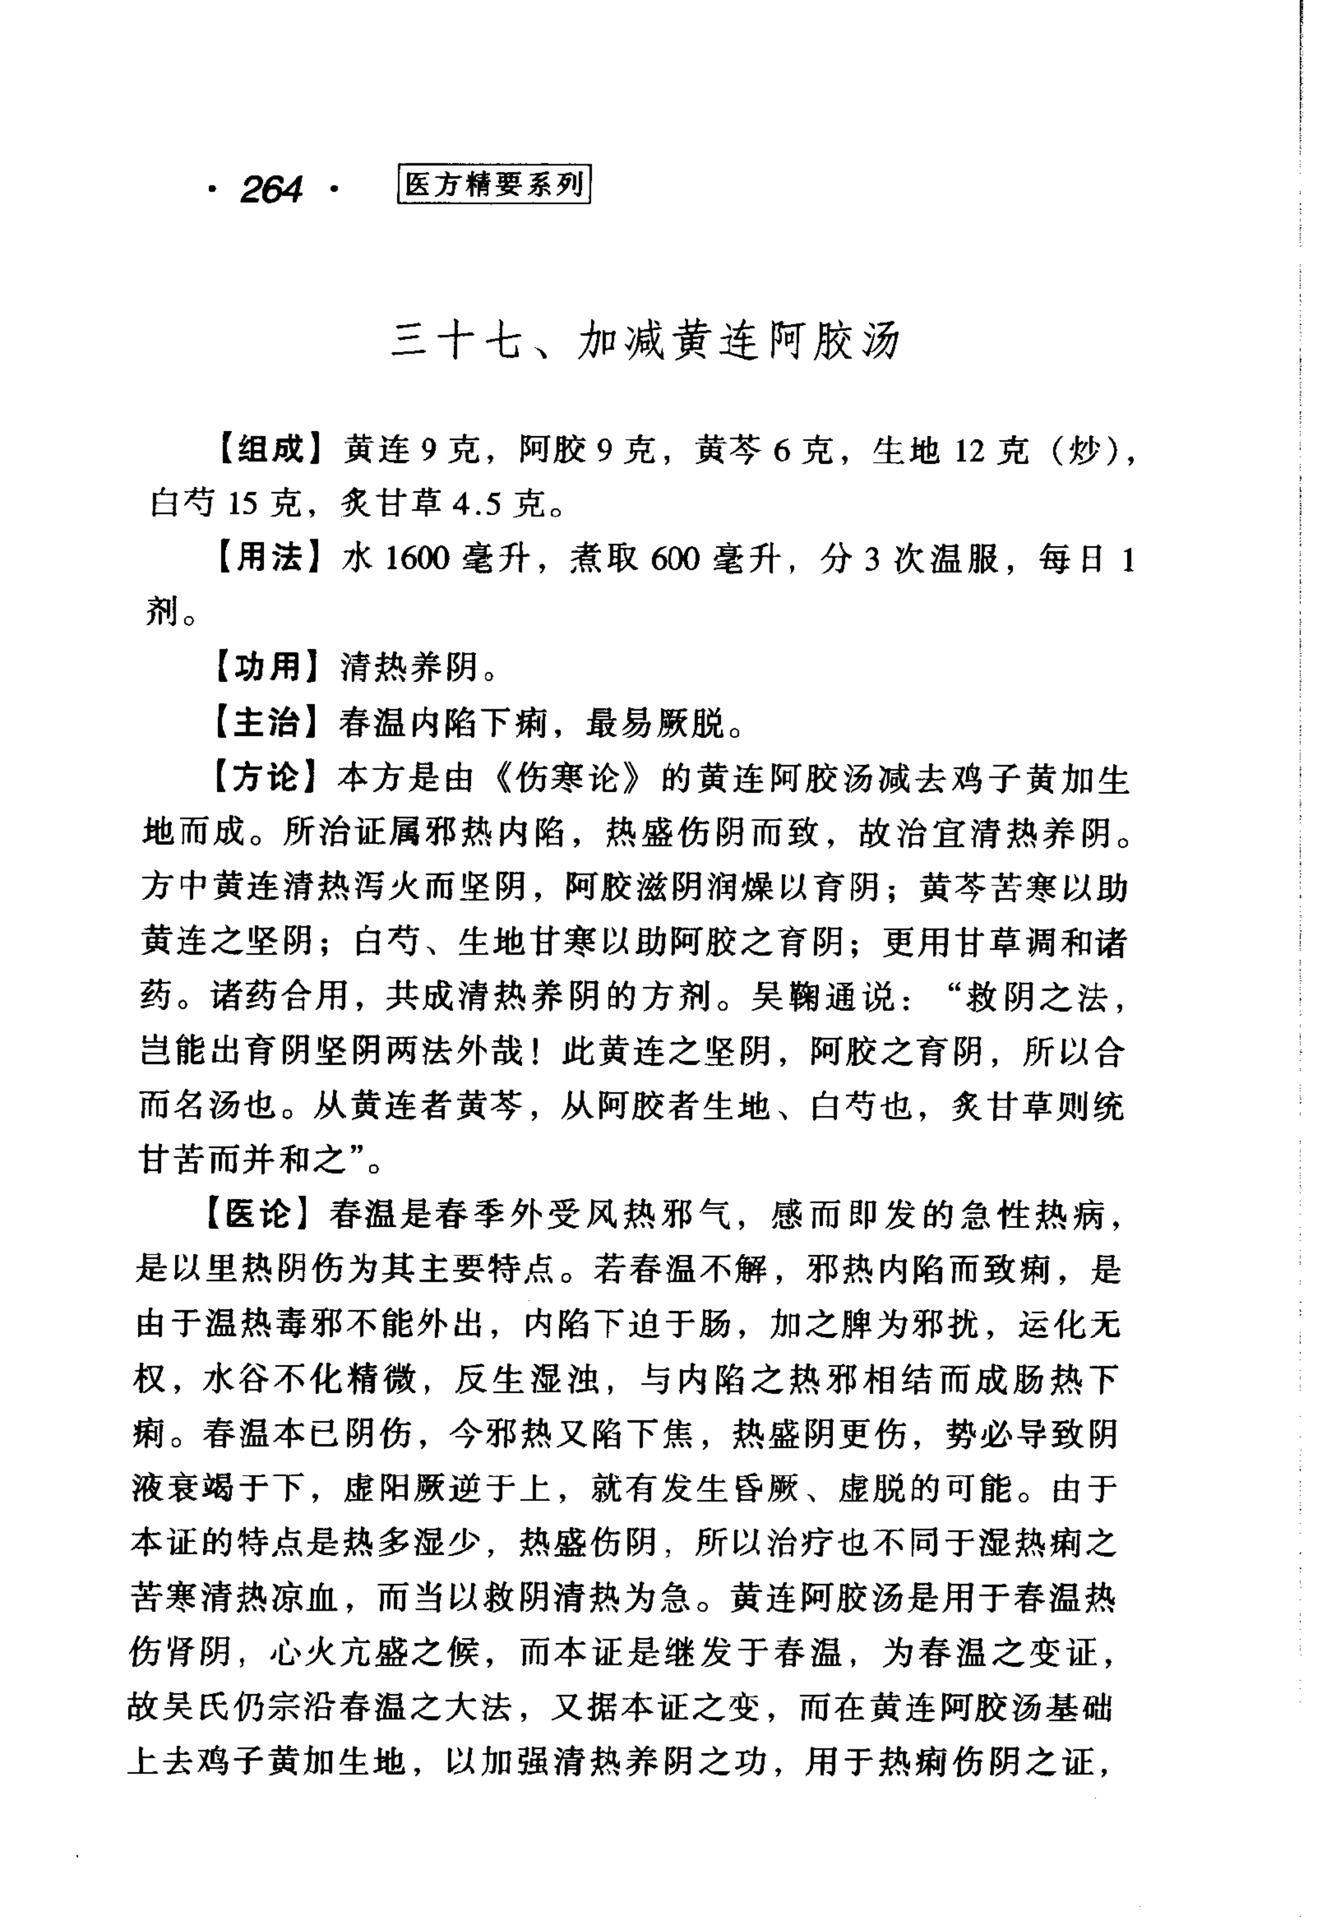 · 264 · 医方精要系列
三十七、加减黄连阿胶汤
【组成】黄连 9 克，阿胶 9 克，黄芩 6 克，生地 12 克（炒），
白芍 15 克，炙甘草 4.5 克。
【用法】水 1600 毫升，煮取 600 毫升，分 3 次温服，每日 1
剂。
【功用】清热养阴。
【主治】春温内陷下痢，最易厥脱。
【方论】本方是由《伤寒论》的黄连阿胶汤减去鸡子黄加生
地而成。所治证属邪热内陷，热盛伤阴而致，故治宜清热养阴。
方中黄连清热泻火而坚阴，阿胶滋阴润燥以育阴；黄芩苦寒以助
黄连之坚阴；白芍、生地甘寒以助阿胶之育阴；更用甘草调和诸
药。诸药合用，共成清热养阴的方剂。吴鞠通说：“救阴之法，
岂能出育阴坚阴两法外哉！此黄连之坚阴，阿胶之育阴，所以合
而名汤也。从黄连者黄芩，从阿胶者生地、白芍也，炙甘草则统
甘苦而并和之”。
【医论】春温是春季外受风热邪气，感而即发的急性热病，
是以里热阴伤为其主要特点。若春温不解，邪热内陷而致痢，是
由于温热毒邪不能外出，内陷下迫于肠，加之脾为邪扰，运化无
权，水谷不化精微，反生湿浊，与内陷之热邪相结而成肠热下
痢。春温本已阴伤，今邪热又陷下焦，热盛阴更伤，势必导致阴
液衰竭于下，虚阳厥逆于上，就有发生昏厥、虚脱的可能。由于
本证的特点是热多湿少，热盛伤阴，所以治疗也不同于湿热痢之
苦寒清热凉血，而当以救阴清热为急。黄连阿胶汤是用于春温热
伤肾阴，心火亢盛之候，而本证是继发于春温，为春温之变证，
故吴氏仍宗沿春温之大法，又据本证之变，而在黄连阿胶汤基础
上去鸡子黄加生地，以加强清热养阴之功，用于热痢伤阴之证，